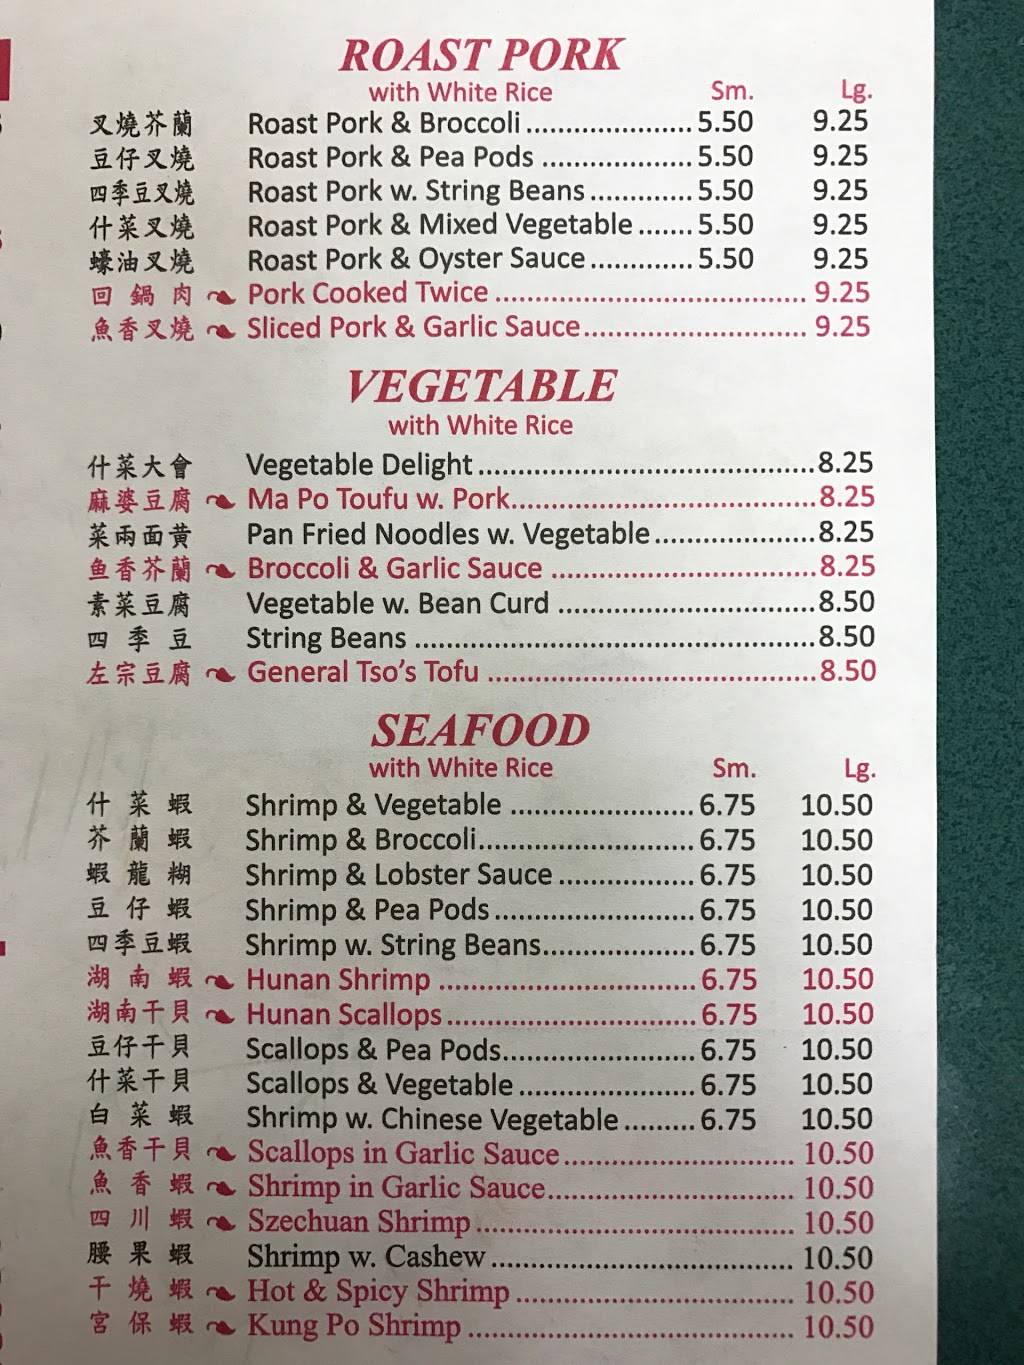 ROAST PORK
with White Rice Sm. Lg.
叉燒芥蘭 Roast Pork & Broccoli.....................5.50 9.25
豆仔叉燒 Roast Pork & Pea Pods ...................5.50 9.25
四季豆叉燒 Roast Pork w. String Beans.............5.50 9.25
什菜叉燒 Roast Pork & Mixed Vegetable.......5.50 9.25
蠔油叉燒 Roast Pork & Oyster Sauce.............5.50 9.25
回鍋肉 Pork Cooked Twice ....................................... 9.25
魚香叉燒 Sliced Pork & Garlic Sauce............................ 9.25
VEGETABLE
with White Rice
什菜大會 Vegetable Delight...........................................8.25
麻婆豆腐 Ma Po Toufu w. Pork.......................................8.25
菜兩面黃 Pan Fried Noodles w. Vegetable.....................8.25
鱼香芥蘭 Broccoli & Garlic Sauce ..................................8.25
素菜豆腐 Vegetable w. Bean Curd .................................8.50
四季豆 String Beans ...................................................8.50
左宗豆腐 General Tso's Tofu ..........................................8.50
SEAFOOD
with White Rice Sm. Lg.
什菜蝦 Shrimp & Vegetable .......................6.75 10.50
芥蘭蝦 Shrimp & Broccoli...........................6.75 10.50
蝦龍糊 Shrimp & Lobster Sauce.................6.75 10.50
豆仔蝦 Shrimp & Pea Pods.........................6.75 10.50
四季豆蝦 Shrimp w. String Beans...................6.75 10.50
湖南蝦 Hunan Shrimp ................................6.75 10.50
湖南干貝 Hunan Scallops...............................6.75 10.50
豆仔干貝 Scallops & Pea Pods........................6.75 10.50
什菜干貝 Scallops & Vegetable......................6.75 10.50
白菜蝦 Shrimp w. Chinese Vegetable.........6.75 10.50
魚香干貝 Scallops in Garlic Sauce............................. 10.50
魚香蝦 Shrimp in Garlic Sauce............................... 10.50
四川蝦 Szechuan Shrimp........................................ 10.50
腰果蝦 Shrimp w. Cashew...................................... 10.50
干燒蝦 Hot & Spicy Shrimp................................... 10.50
宮保蝦 Kung Po Shrimp......................................... 10.50